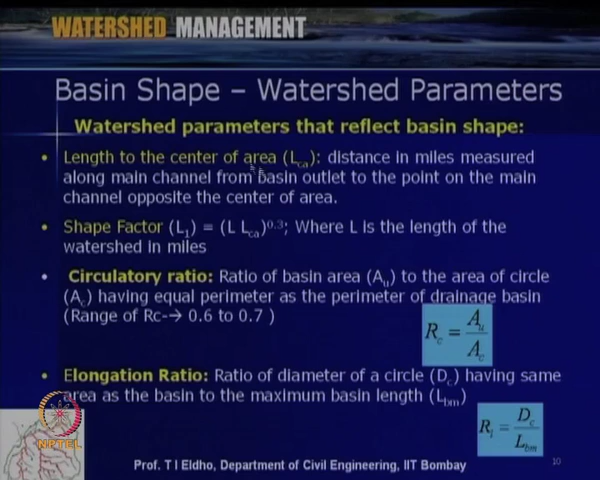 WATERSHED MANAGEMENT
Basin Shape – Watershed Parameters
Watershed parameters that reflect basin shape:
• Length to the center of area (Lca): distance in miles measured
along main channel from basin outlet to the point on the main
channel opposite the center of area.
• Shape Factor (L1) = (L Lca)^0.3; Where L is the length of the
watershed in miles
• Circulatory ratio: Ratio of basin area (Au) to the area of circle
(Ac) having equal perimeter as the perimeter of drainage basin
(Range of Rc-→ 0.6 to 0.7 )
Rc = Au / Ac
• Elongation Ratio: Ratio of diameter of a circle (Dc) having same
area as the basin to the maximum basin length (Lbm)
Rl = Dc / Lbm
NPTEL
Prof. T I Eldho, Department of Civil Engineering, IIT Bombay
10